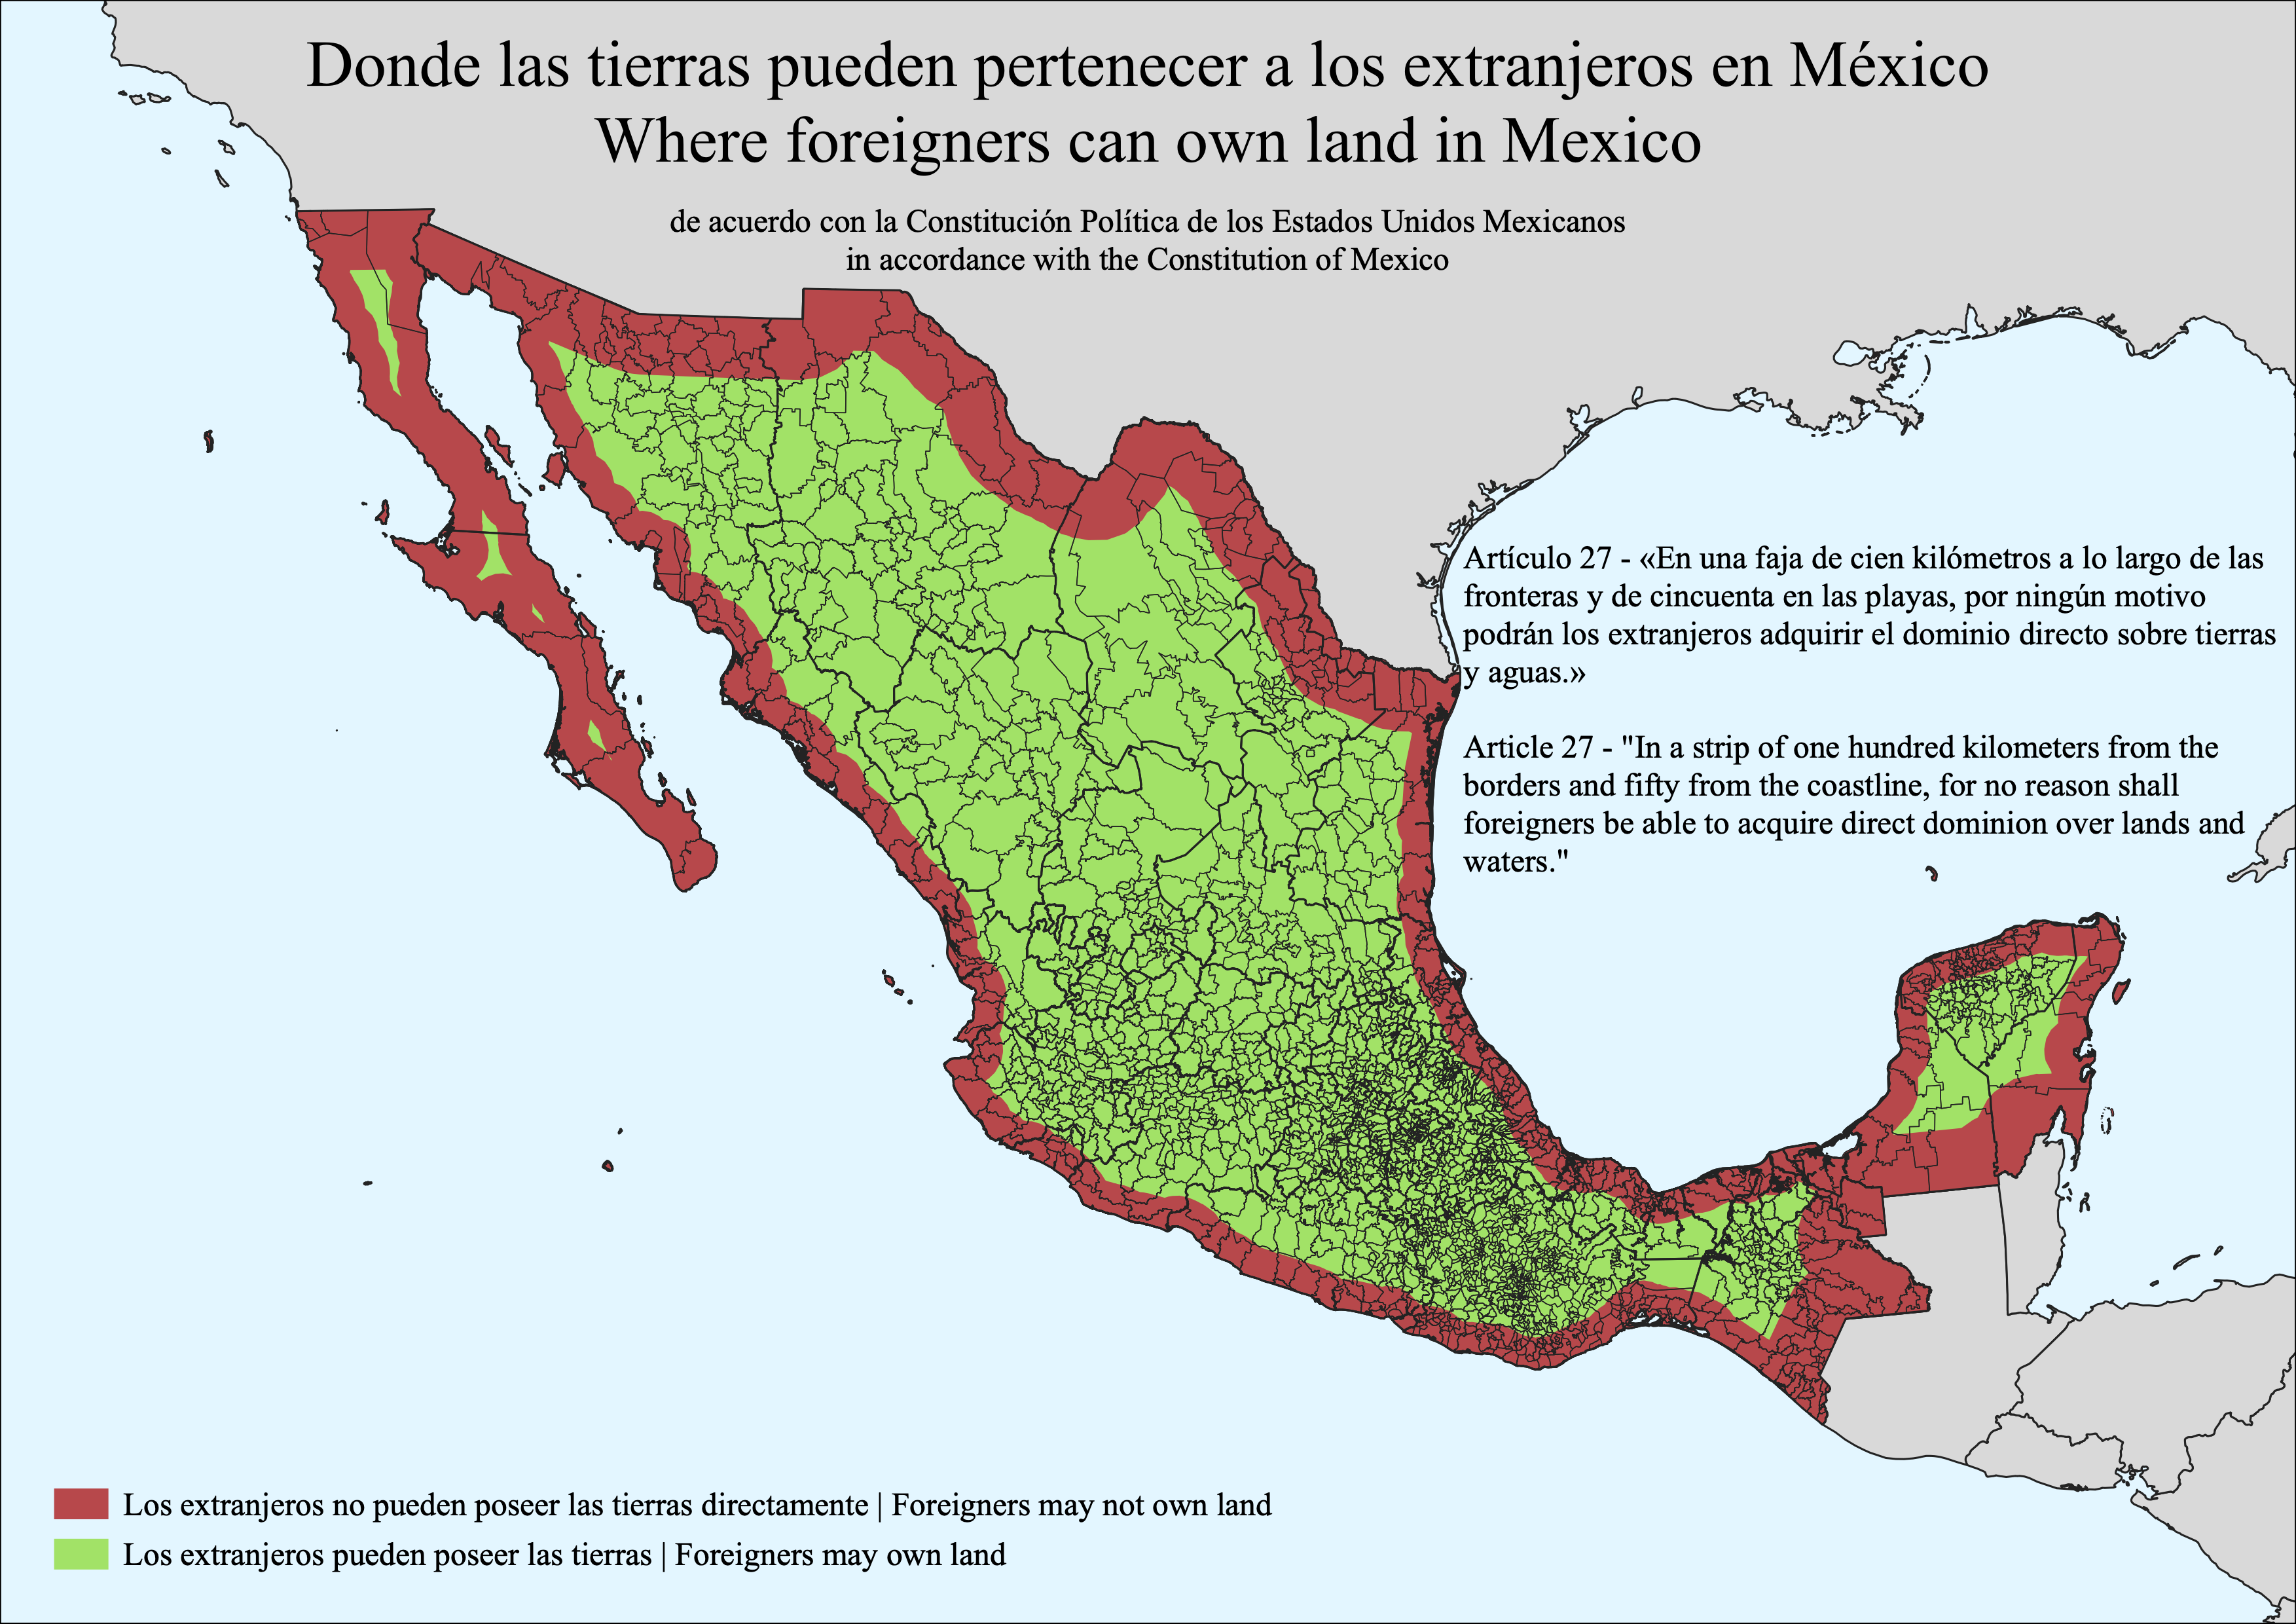 Donde las tierras pueden pertenecer a los extranjeros en México
Where foreigners can own land in Mexico
de acuerdo con la Constitución Política de los Estados Unidos Mexicanos
in accordance with the Constitution of Mexico
Artículo 27 - «En una faja de cien kilómetros a lo largo de las
fronteras y de cincuenta en las playas, por ningún motivo
podrán los extranjeros adquirir el dominio directo sobre tierras
y aguas.»
Article 27 - "In a strip of one hundred kilometers from the
borders and fifty from the coastline, for no reason shall
foreigners be able to acquire direct dominion over lands and
waters."
Los extranjeros no pueden poseer las tierras directamente | Foreigners may not own land
Los extranjeros pueden poseer las tierras | Foreigners may own land